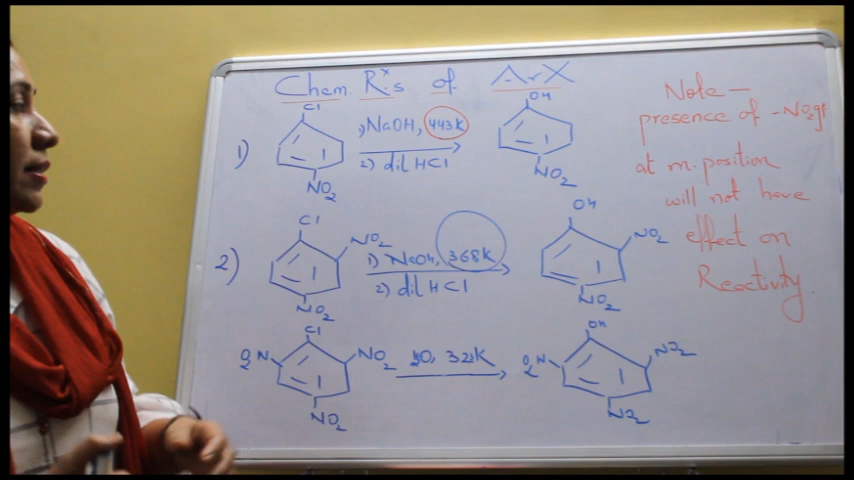 Chem. Rxs of ArX
1)
Cl
NO2
1) NaOH, 443K
2) dil HCl
OH
NO2
2)
Cl
NO2
NO2
1) NaOH, 368K
2) dil HCl
OH
NO2
NO2
Cl
O2N
NO2
NO2
OH
O2N
NO2
NO2
Note -
presence of -NO2 gp
at m. position
will not have
effect on
Reactivity.